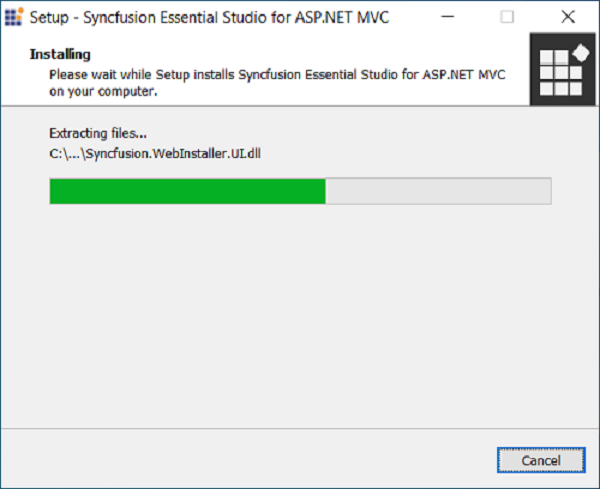 Setup - Syncfusion Essential Studio for ASP.NET MVC
Installing
Please wait while Setup installs Syncfusion Essential Studio for ASP.NET MVC
on your computer.
Extracting files...
C:\...\Syncfusion.WebInstaller.UI.dll
Cancel